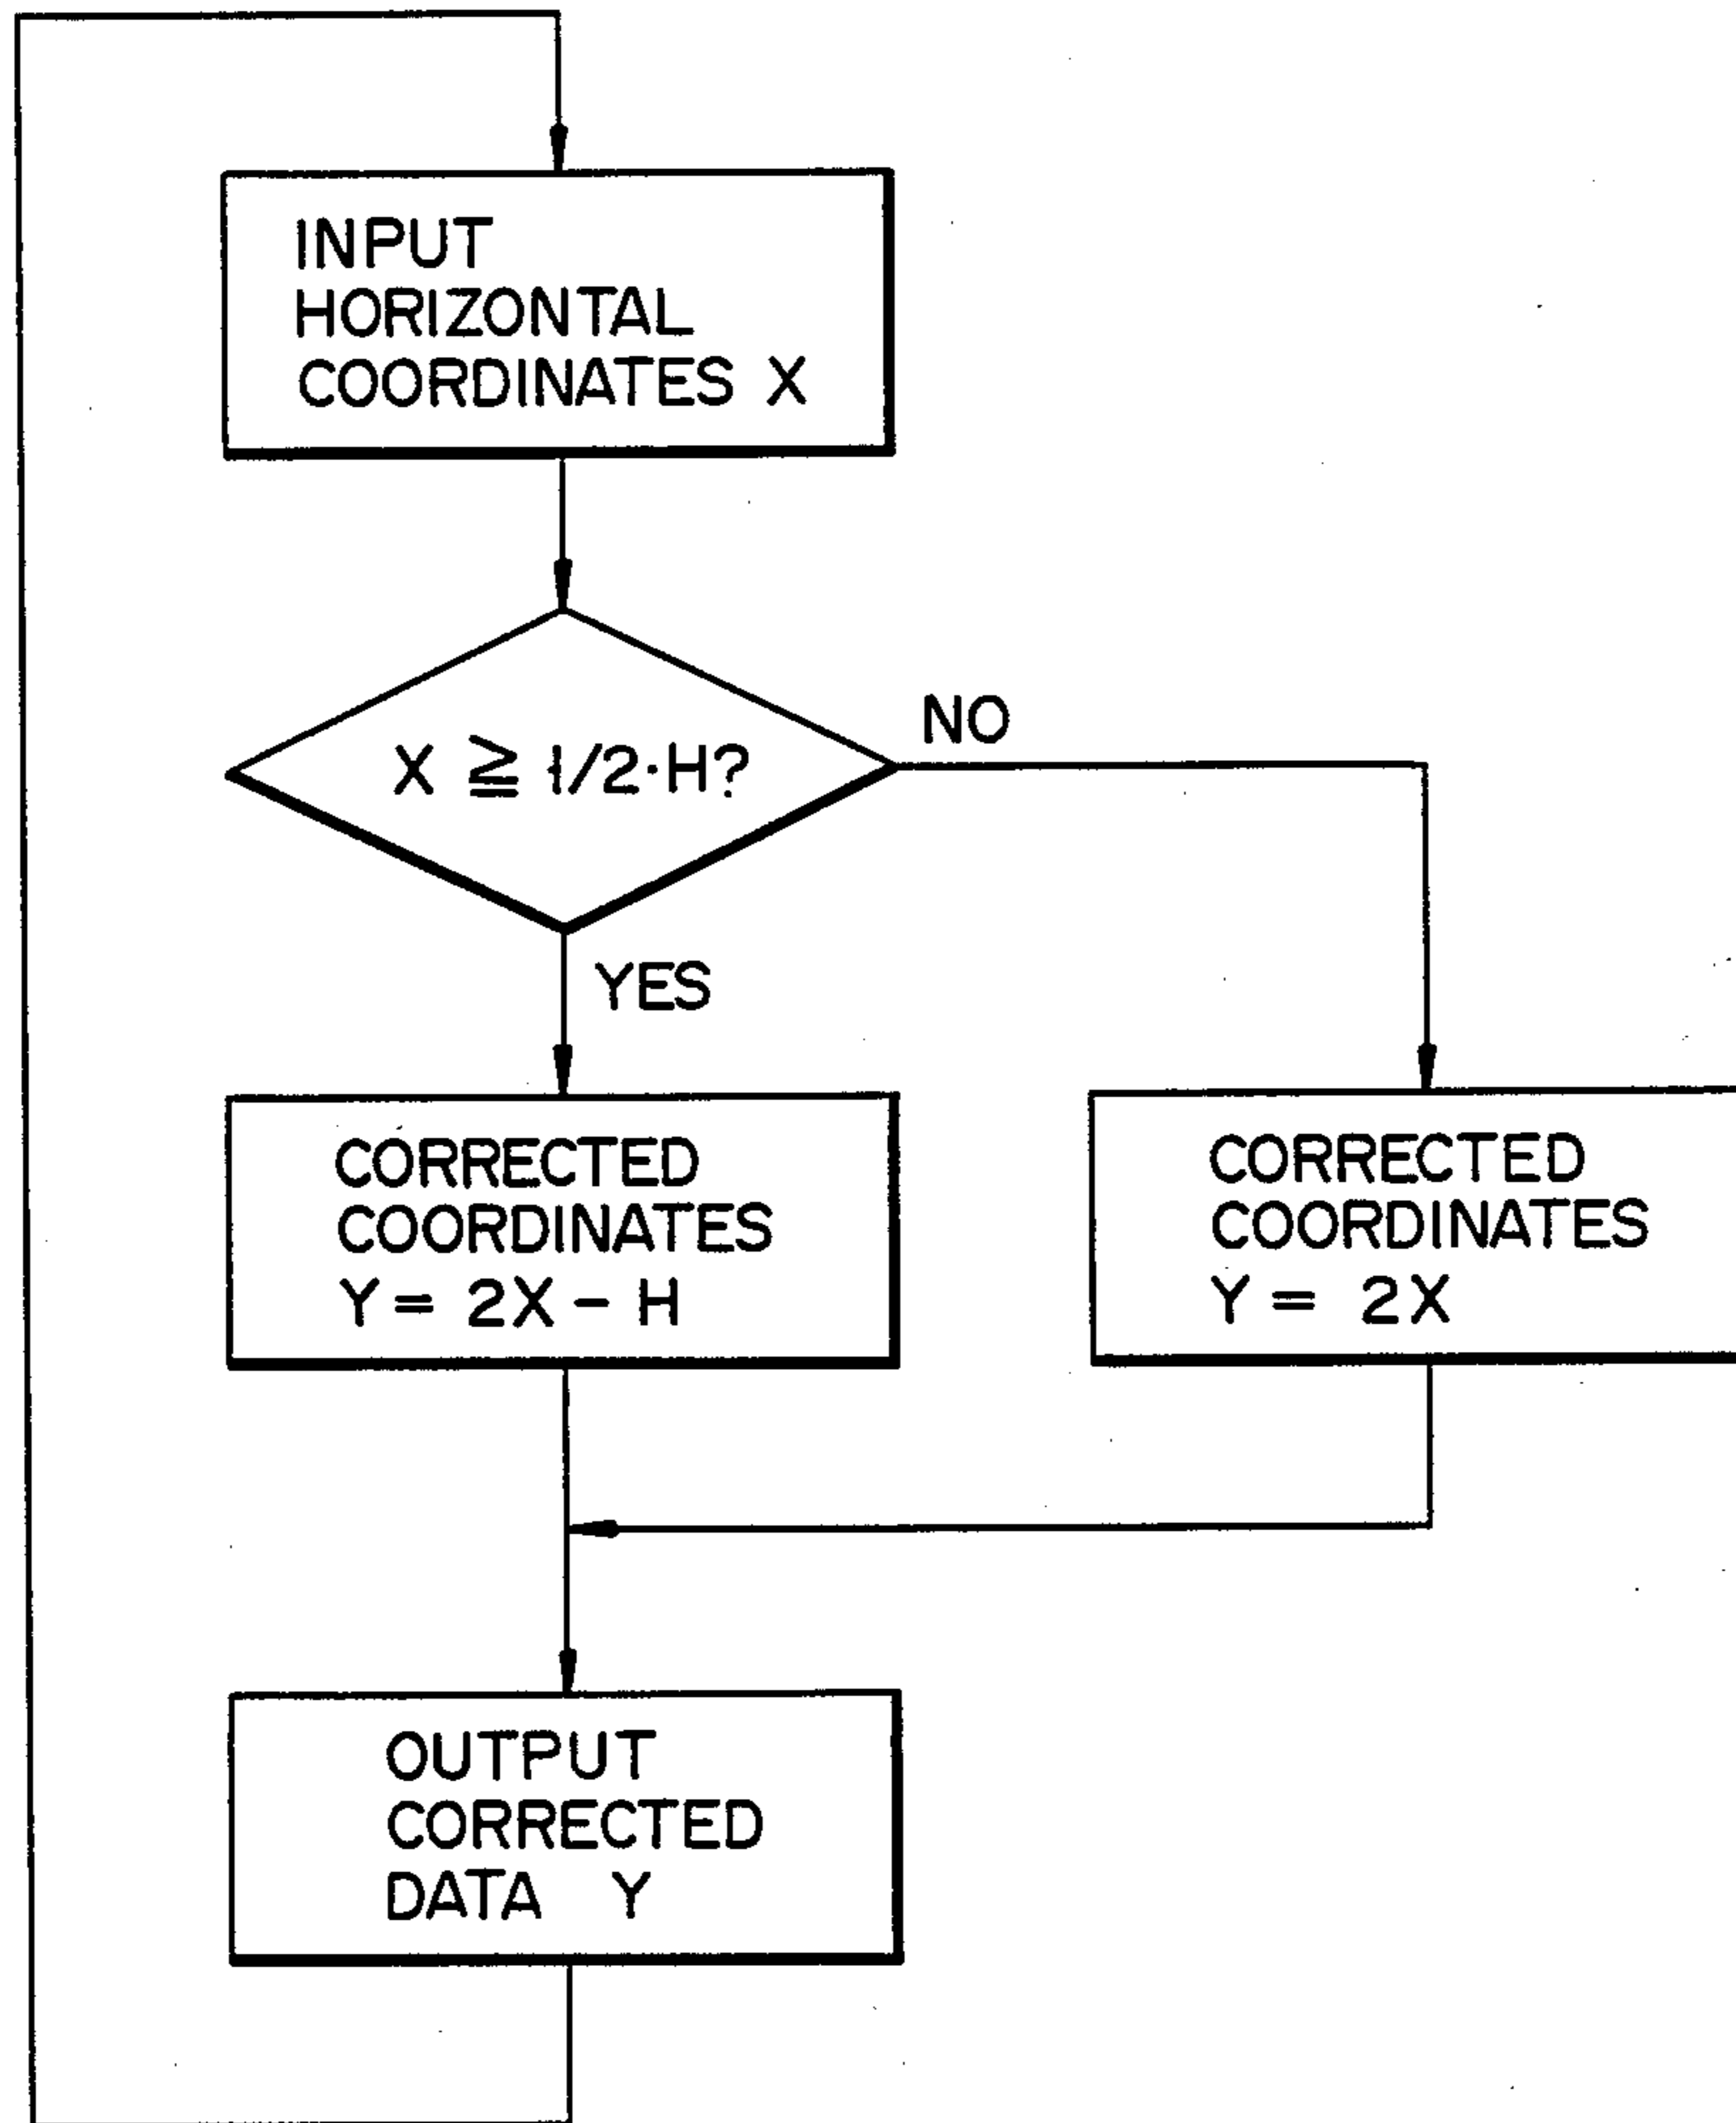 INPUT
HORIZONTAL
COORDINATES X
X ≧ 1/2·H?
NO
YES
CORRECTED
COORDINATES
Y = 2X - H
CORRECTED
COORDINATES
Y = 2X
OUTPUT
CORRECTED
DATA Y